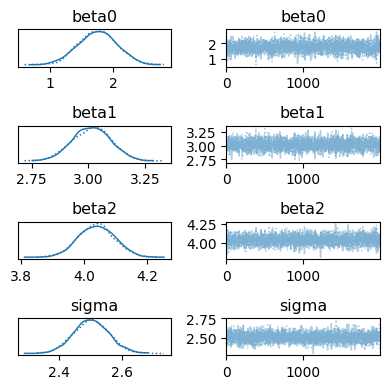 beta0 beta0
2
1
1 2 0 1000
beta1 beta1
3.25
3.00
2.75
2.75 3.00 3.25 0 1000
beta2 beta2
4.25
4.00
3.8 4.0 4.2 0 1000
sigma sigma
2.75
2.50
2.4 2.6 0 1000